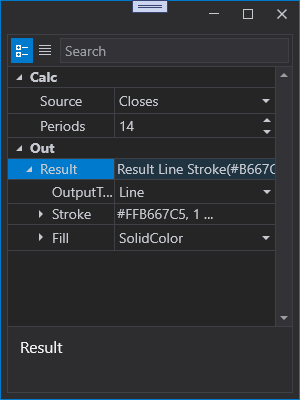 Search
Calc
Source Closes
Periods 14
Out
Result Result Line Stroke(#B667C
OutputT... Line
Stroke #FFB667C5, 1 ...
Fill SolidColor
Result